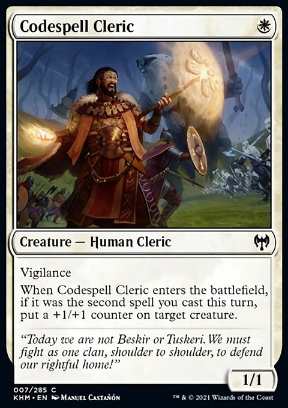 Codespell Cleric
Creature — Human Cleric
Vigilance
When Codespell Cleric enters the battlefield,
if it was the second spell you cast this turn,
put a +1/+1 counter on target creature.
“Today we are not Beskir or Tuskeri. We must
fight as one clan, shoulder to shoulder, to defend
our rightful home!”
1/1
007/285 C
KHM • EN Manuel Castañón
™ & © 2021 Wizards of the Coast